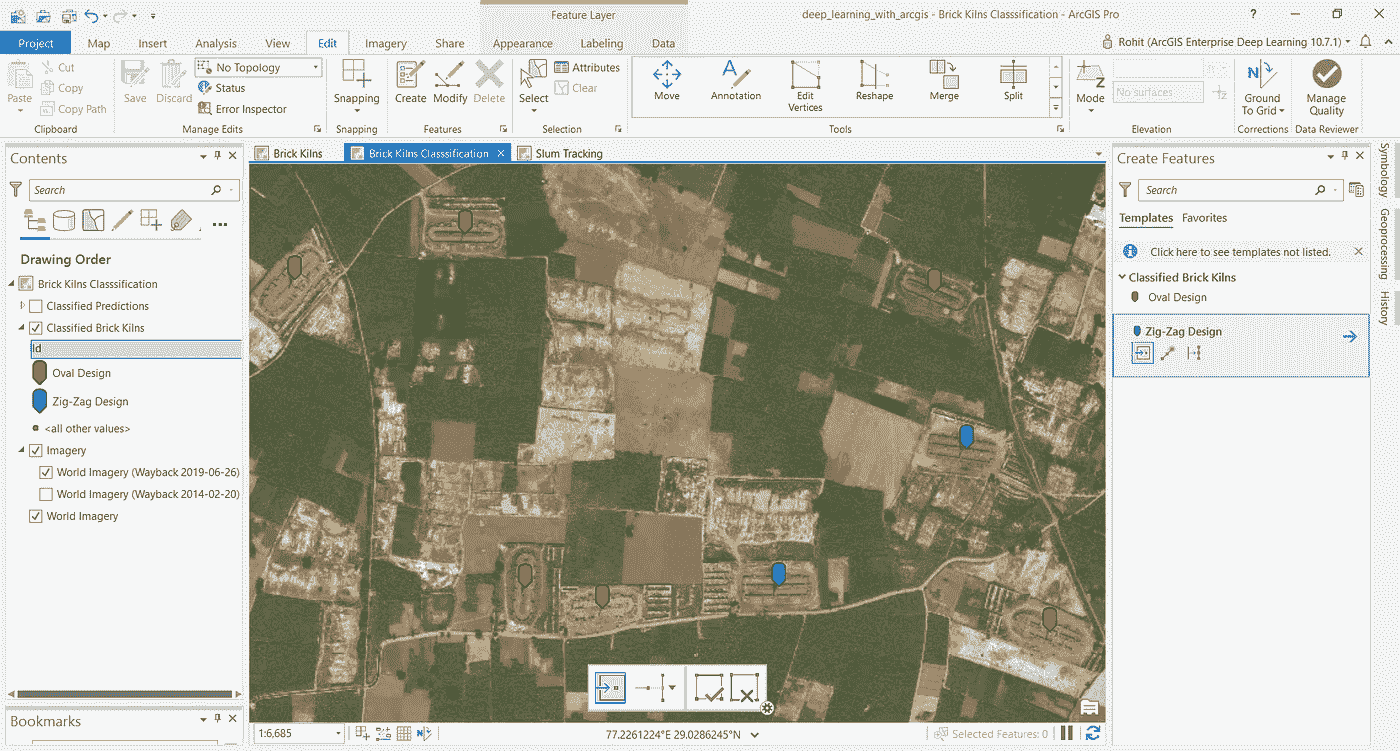 Feature Layer
deep_learning_with_arcgis - Brick Kilns Classsification - ArcGIS Pro
?
Project
Map
Insert
Analysis
View
Edit
Imagery
Share
Appearance
Labeling
Data
Rohit (ArcGIS Enterprise Deep Learning 10.7.1)
Paste
Cut
Copy
Copy Path
Clipboard
Save
Discard
No Topology
Status
Error Inspector
Manage Edits
Snapping
Snapping
Create
Modify
Delete
Features
Select
Attributes
Clear
Selection
Move
Annotation
Edit
Vertices
Reshape
Merge
Split
Tools
Mode
No surfaces
Elevation
Ground
To Grid
Corrections
Manage
Quality
Data Reviewer
Contents
Search
Drawing Order
Brick Kilns Classsification
Classified Predictions
Classified Brick Kilns
Id
Oval Design
Zig-Zag Design
<all other values>
Imagery
World Imagery (Wayback 2019-06-26)
World Imagery (Wayback 2014-02-20)
World Imagery
Bookmarks
Brick Kilns
Brick Kilns Classsification
Slum Tracking
1:6,685
77.2261224°E 29.0286245°N
Selected Features: 0
Create Features
Search
Templates
Favorites
Click here to see templates not listed.
Classified Brick Kilns
Oval Design
Zig-Zag Design
Symbology
Geoprocessing
History